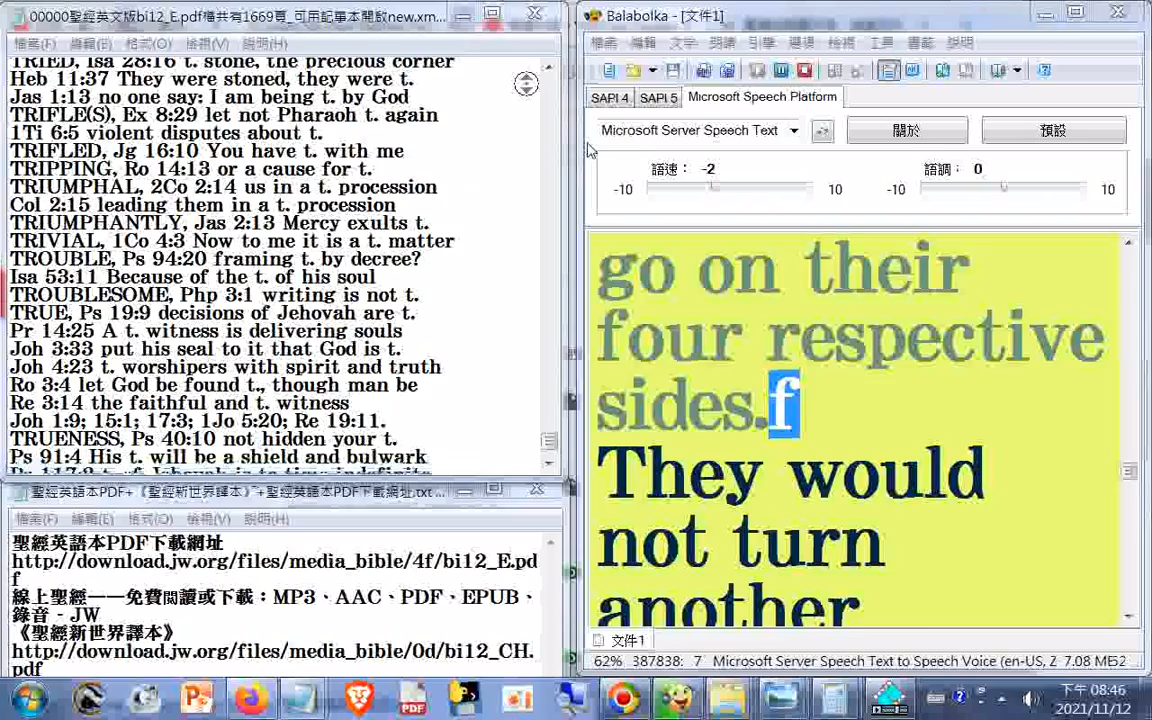 00000聖經英文版bi12_E.pdf檔共有1669頁_可用記事本開啟new.xm...
檔案(F) 編輯(E) 格式(O) 檢視(V) 說明(H)
TRIED, Isa 28:16 t. stone, the precious corner
Heb 11:37 They were stoned, they were t.
Jas 1:13 no one say: I am being t. by God
TRIFLE(S), Ex 8:29 let not Pharaoh t. again
1Ti 6:5 violent disputes about t.
TRIFLED, Jg 16:10 You have t. with me
TRIPPING, Ro 14:13 or a cause for t.
TRIUMPHAL, 2Co 2:14 us in a t. procession
Col 2:15 leading them in a t. procession
TRIUMPHANTLY, Jas 2:13 Mercy exults t.
TRIVIAL, 1Co 4:3 Now to me it is a t. matter
TROUBLE, Ps 94:20 framing t. by decree?
Isa 53:11 Because of the t. of his soul
TROUBLESOME, Php 3:1 writing is not t.
TRUE, Ps 19:9 decisions of Jehovah are t.
Pr 14:25 A t. witness is delivering souls
Joh 3:33 put his seal to it that God is t.
Joh 4:23 t. worshipers with spirit and truth
Ro 3:4 let God be found t., though man be
Re 3:14 the faithful and t. witness
Joh 1:9; 15:1; 17:3; 1Jo 5:20; Re 19:11.
TRUENESS, Ps 40:10 not hidden your t.
Ps 91:4 His t. will be a shield and bulwark
聖經英語本PDF+《聖經新世界譯本》+聖經英語本PDF下載網址.txt ...
檔案(F) 編輯(E) 格式(O) 檢視(V) 說明(H)
聖經英語本PDF下載網址
http://download.jw.org/files/media_bible/4f/bi12_E.pd
f
線上聖經——免費閱讀或下載：MP3、AAC、PDF、EPUB、
錄音 - JW
《聖經新世界譯本》
http://download.jw.org/files/media_bible/0d/bi12_CH.
pdf
Balabolka - [文件1]
檔案 編輯 文字 朗讀 引擎 選項 檢視 工具 書籤 說明
SAPI 4 SAPI 5 Microsoft Speech Platform
Microsoft Server Speech Text 關於 預設
語速： -2 語調： 0
-10 10 -10 10
go on their
four respective
sides.f
They would
not turn
another
文件1
62% 387838: 7 Microsoft Server Speech Text to Speech Voice (en-US, Z 7.08 MB
PDF
下午 08:46
2021/11/12